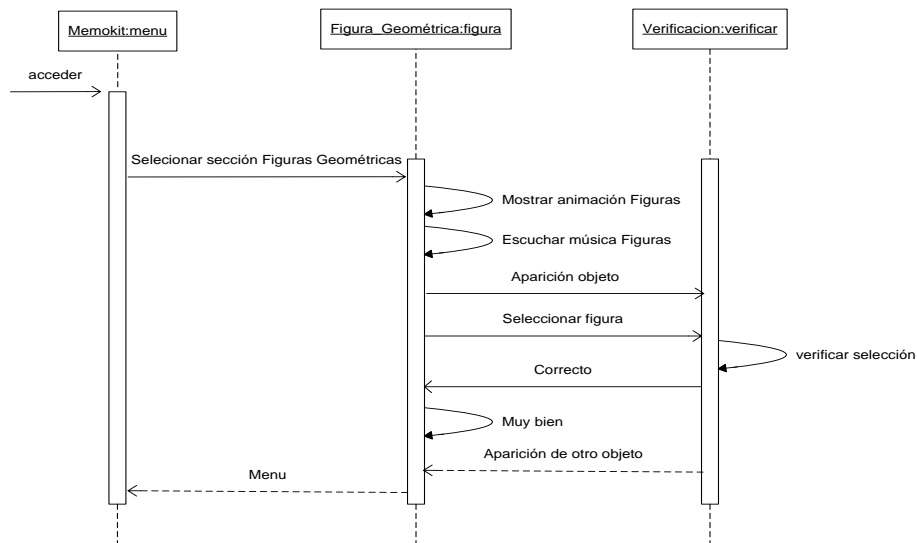 Memokit:menu
Figura_Geométrica:figura
Verificacion:verificar
acceder
Selecionar sección Figuras Geométricas
Mostrar animación Figuras
Escuchar música Figuras
Aparición objeto
Seleccionar figura
verificar selección
Correcto
Muy bien
Aparición de otro objeto
Menu